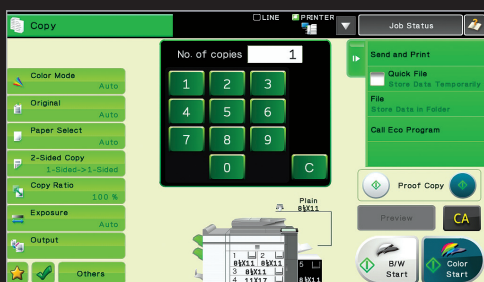 Copy
LINE
PRINTER
Job Status
No. of copies 1
1 2 3
4 5 6
7 8 9
0 C
Color Mode
Auto
Original
Auto
Paper Select
Auto
2-Sided Copy
1-Sided->1-Sided
Copy Ratio
100 %
Exposure
Auto
Output
Others
Plain
8½X11
1 2
8½X11 8½X11
3 8½X11
4 11X17
5
8½X11
Send and Print
Quick File
Store Data Temporarily
File
Store Data in Folder
Call Eco Program
Proof Copy
Preview
CA
B/W
Start
Color
Start